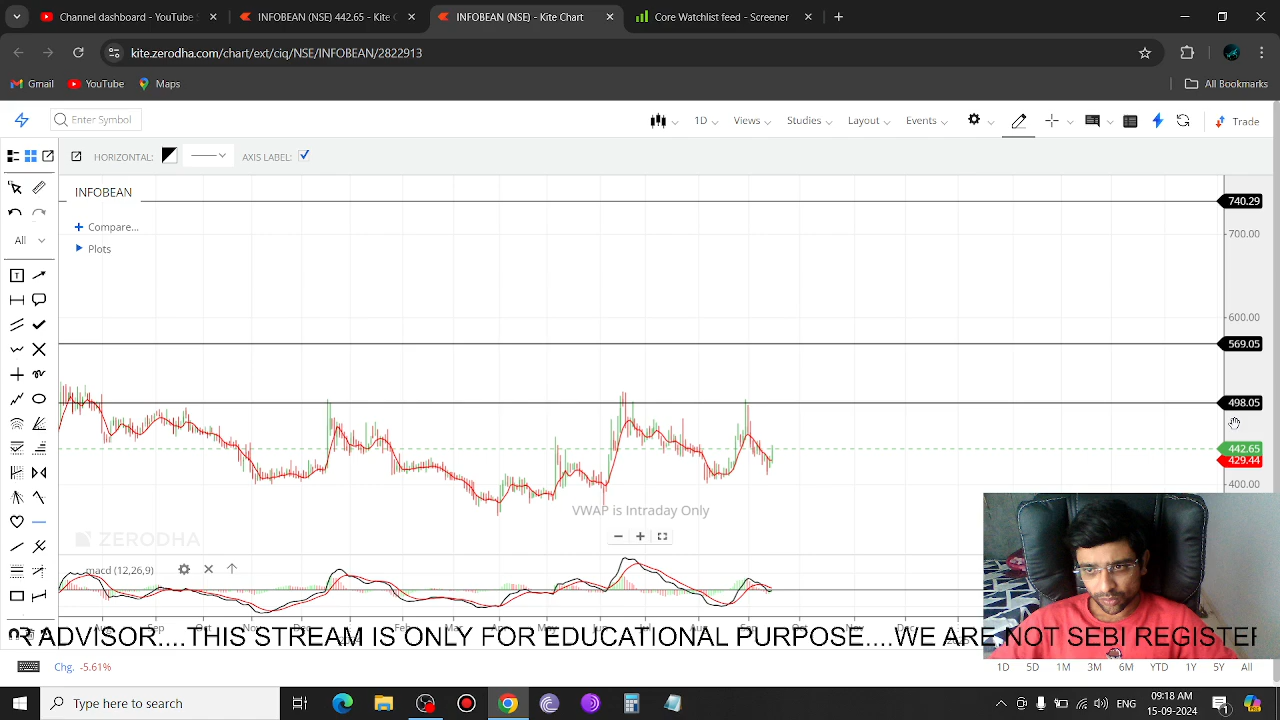 Channel dashboard - YouTube S
INFOBEAN (NSE) 442.65 - Kite C
INFOBEAN (NSE) - Kite Chart
Core Watchlist feed - Screener
kite.zerodha.com/chart/ext/ciq/NSE/INFOBEAN/2822913
Gmail YouTube Maps All Bookmarks
Enter Symbol 1D Views Studies Layout Events Trade
HORIZONTAL: AXIS LABEL:
INFOBEAN
740.29
Compare...
700.00
All
Plots
T
600.00
569.05
498.05
442.65
429.44
400.00
VWAP is Intraday Only
ZERODHA
macd (12,26,9)
R ADVISOR....THIS STREAM IS ONLY FOR EDUCATIONAL PURPOSE....WE ARE NOT SEBI REGISTER
Chg. -5.61%
1D 5D 1M 3M 6M YTD 1Y 5Y All
Type here to search
ENG
09:18 AM
15-09-2024